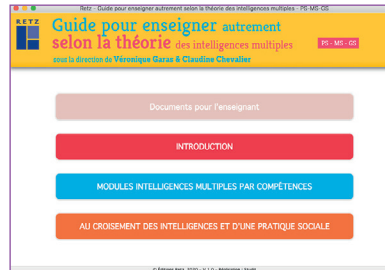 Retz - Guide pour enseigner autrement selon la théorie des intelligences multiples - PS-MS-GS
RETZ
Guide pour enseigner autrement
selon la théorie des intelligences multiples
PS - MS - GS
sous la direction de Véronique Garas & Claudine Chevalier
Documents pour l'enseignant
INTRODUCTION
MODULES INTELLIGENCES MULTIPLES PAR COMPÉTENCES
AU CROISEMENT DES INTELLIGENCES ET D'UNE PRATIQUE SOCIALE